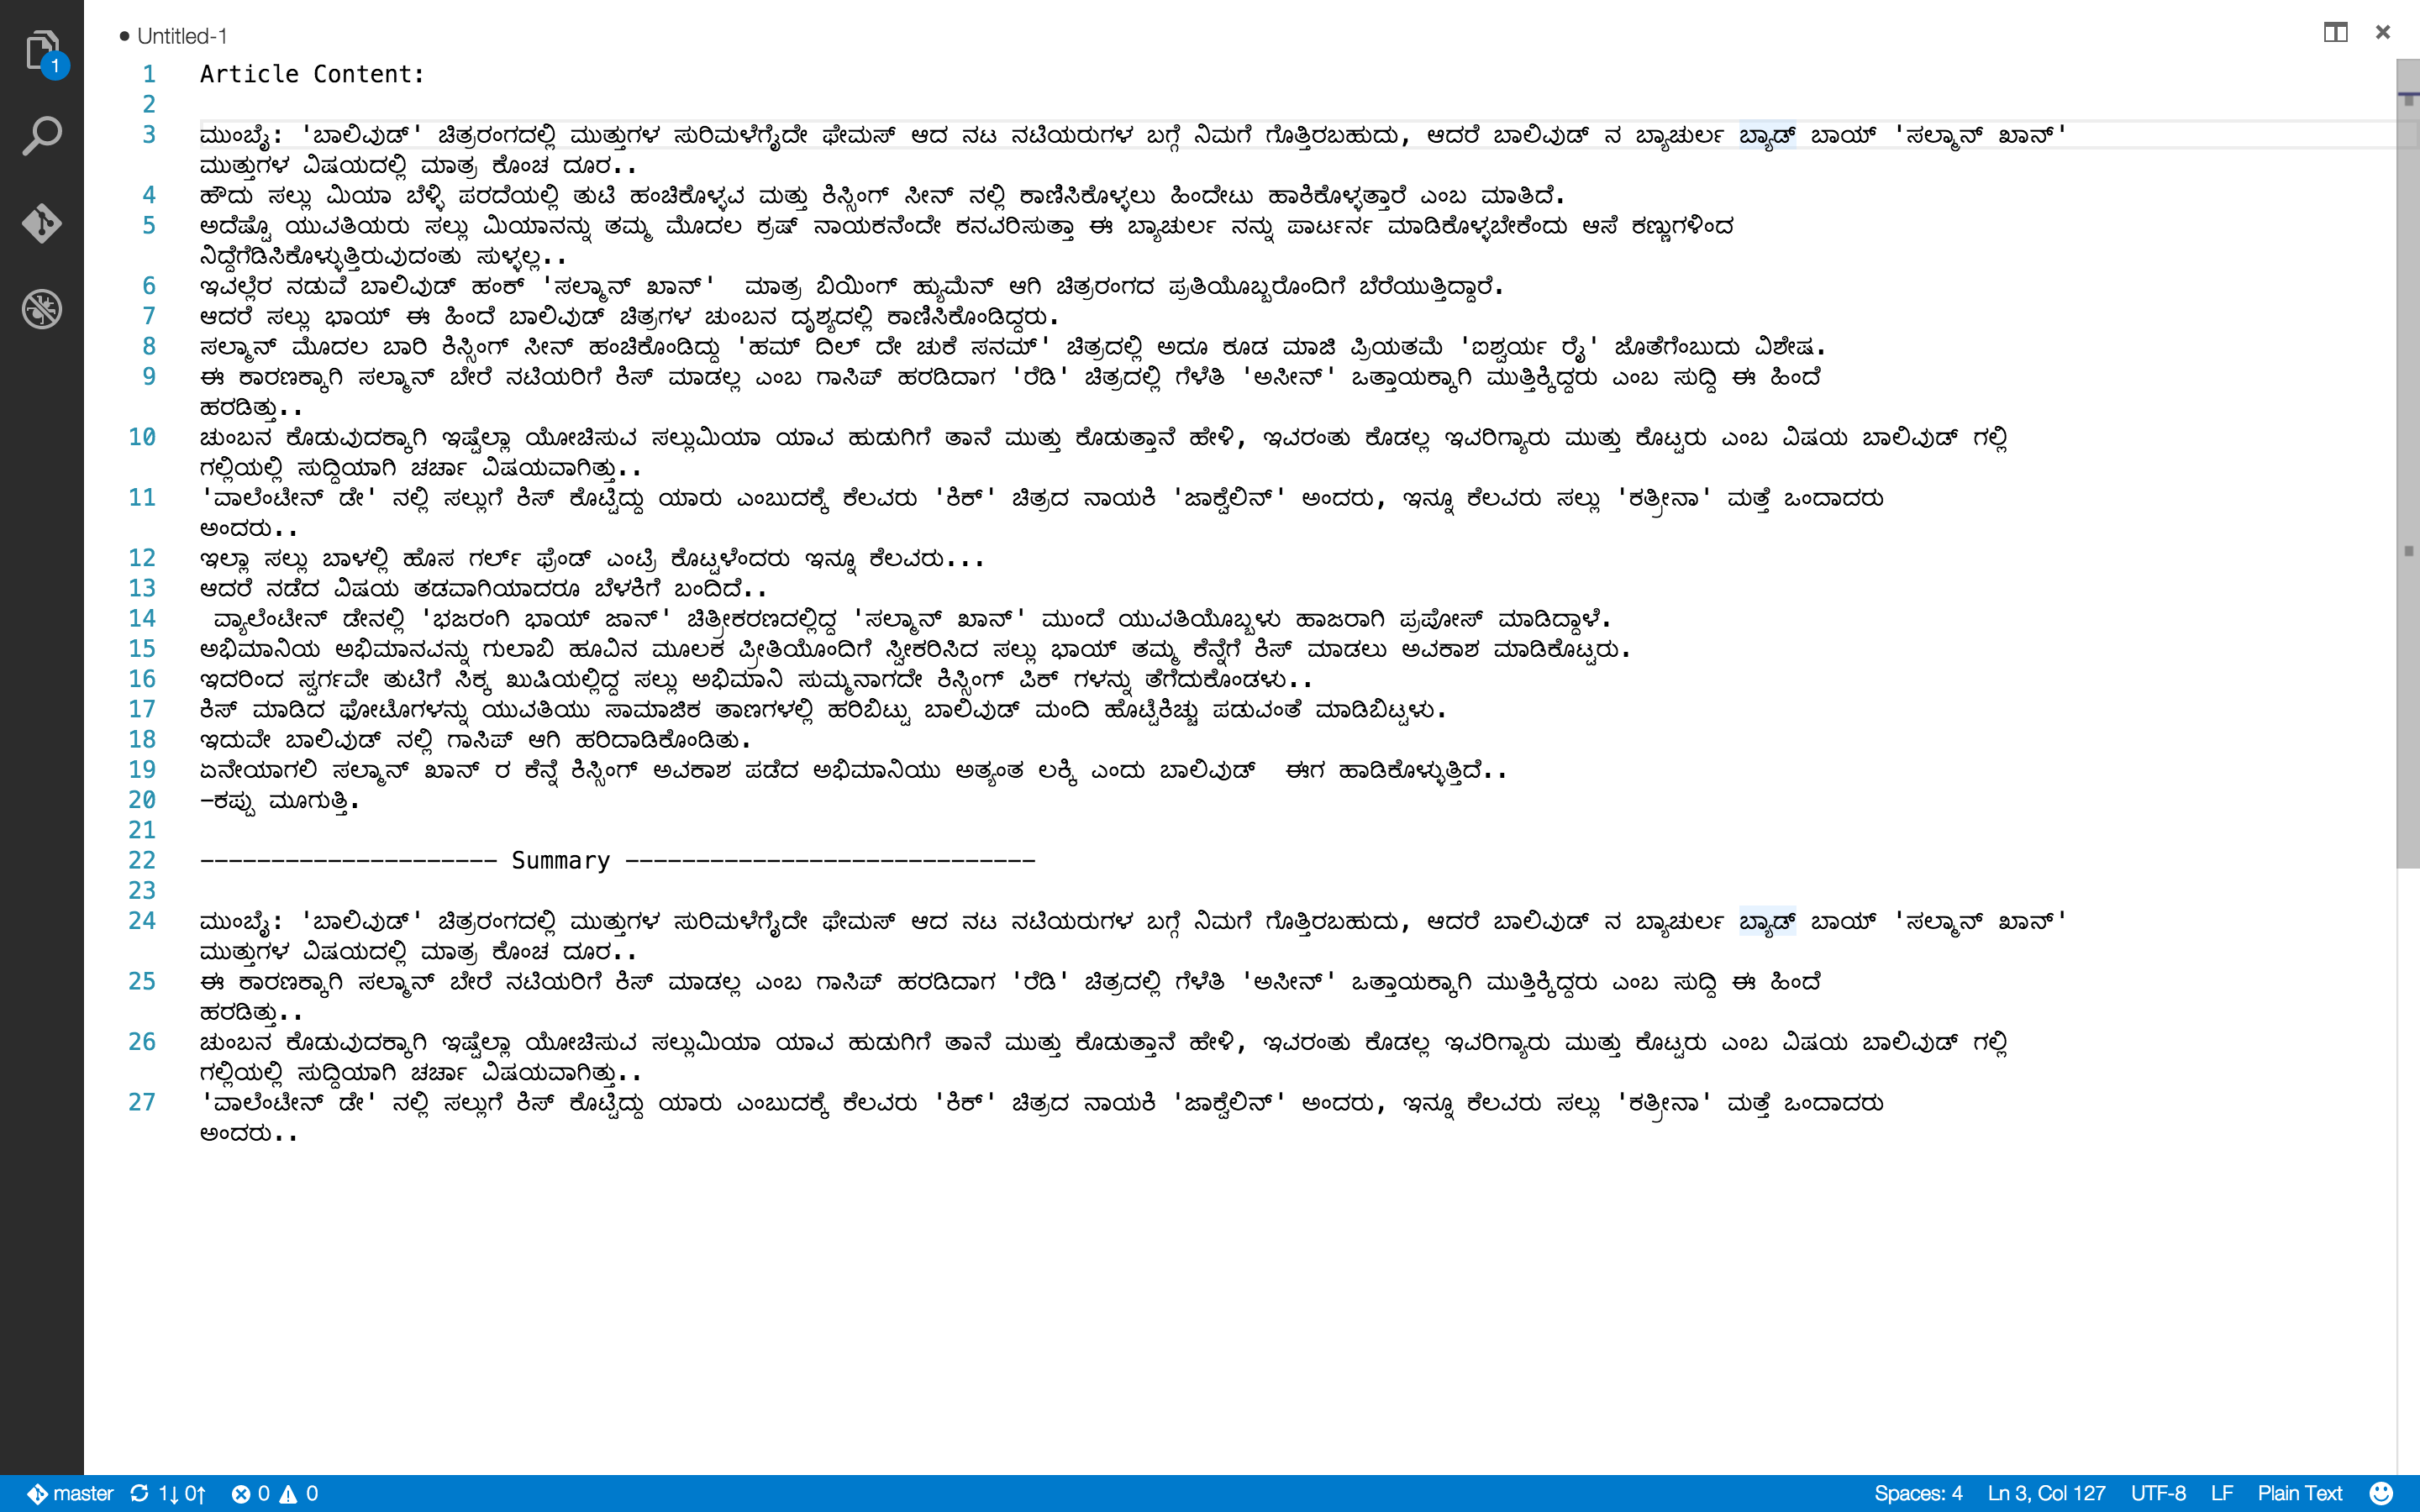 Untitled-1
1 Article Content:
2
3 ಮುಂಬೈ: 'ಬಾಲಿವುಡ್' ಚಿತ್ರರಂಗದಲ್ಲಿ ಮುತ್ತುಗಳ ಸುರಿಮಳೆಗೈದೇ ಫೇಮಸ್ ಆದ ನಟ ನಟಿಯರುಗಳ ಬಗ್ಗೆ ನಿಮಗೆ ಗೊತ್ತಿರಬಹುದು, ಆದರೆ ಬಾಲಿವುಡ್ ನ ಬ್ಯಾಚುರ್ಲ ಬ್ಯಾಡ್ ಬಾಯ್ 'ಸಲ್ಮಾನ್ ಖಾನ್'
ಮುತ್ತುಗಳ ವಿಷಯದಲ್ಲಿ ಮಾತ್ರ ಕೊಂಚ ದೂರ..
4 ಹೌದು ಸಲ್ಲು ಮಿಯಾ ಬೆಳ್ಳಿ ಪರದೆಯಲ್ಲಿ ತುಟಿ ಹಂಚಿಕೊಳ್ಳವ ಮತ್ತು ಕಿಸ್ಸಿಂಗ್ ಸೀನ್ ನಲ್ಲಿ ಕಾಣಿಸಿಕೊಳ್ಳಲು ಹಿಂದೇಟು ಹಾಕಿಕೊಳ್ಳತ್ತಾರೆ ಎಂಬ ಮಾತಿದೆ.
5 ಅದೆಷ್ಟೊ ಯುವತಿಯರು ಸಲ್ಲು ಮಿಯಾನನ್ನು ತಮ್ಮ ಮೊದಲ ಕ್ರಷ್ ನಾಯಕನೆಂದೇ ಕನವರಿಸುತ್ತಾ ಈ ಬ್ಯಾಚುರ್ಲ ನನ್ನು ಪಾರ್ಟನರ್ ಮಾಡಿಕೊಳ್ಳಬೇಕೆಂದು ಆಸೆ ಕಣ್ಣುಗಳಿಂದ
ನಿದ್ದೆಗೆಡಿಸಿಕೊಳ್ಳುತ್ತಿರುವುದಂತು ಸುಳ್ಳಲ್ಲ..
6 ಇವಲ್ಲೆರ ನಡುವೆ ಬಾಲಿವುಡ್ ಹಂಕ್ 'ಸಲ್ಮಾನ್ ಖಾನ್' ಮಾತ್ರ ಬಿಯಿಂಗ್ ಹ್ಯುಮೆನ್ ಆಗಿ ಚಿತ್ರರಂಗದ ಪ್ರತಿಯೊಬ್ಬರೊಂದಿಗೆ ಬೆರೆಯುತ್ತಿದ್ದಾರೆ.
7 ಆದರೆ ಸಲ್ಲು ಭಾಯ್ ಈ ಹಿಂದೆ ಬಾಲಿವುಡ್ ಚಿತ್ರಗಳ ಚುಂಬನ ದೃಶ್ಯದಲ್ಲಿ ಕಾಣಿಸಿಕೊಂಡಿದ್ದರು.
8 ಸಲ್ಮಾನ್ ಮೊದಲ ಬಾರಿ ಕಿಸ್ಸಿಂಗ್ ಸೀನ್ ಹಂಚಿಕೊಂಡಿದ್ದು 'ಹಮ್ ದಿಲ್ ದೇ ಚುಕೆ ಸನಮ್' ಚಿತ್ರದಲ್ಲಿ ಅದೂ ಕೂಡ ಮಾಜಿ ಪ್ರಿಯತಮೆ 'ಐಶ್ವರ್ಯ ರೈ' ಜೊತೆಗೆಂಬುದು ವಿಶೇಷ.
9 ಈ ಕಾರಣಕ್ಕಾಗಿ ಸಲ್ಮಾನ್ ಬೇರೆ ನಟಿಯರಿಗೆ ಕಿಸ್ ಮಾಡಲ್ಲ ಎಂಬ ಗಾಸಿಪ್ ಹರಡಿದಾಗ 'ರೆಡಿ' ಚಿತ್ರದಲ್ಲಿ ಗೆಳೆತಿ 'ಅಸೀನ್' ಒತ್ತಾಯಕ್ಕಾಗಿ ಮುತ್ತಿಕ್ಕಿದ್ದರು ಎಂಬ ಸುದ್ದಿ ಈ ಹಿಂದೆ
ಹರಡಿತ್ತು..
10 ಚುಂಬನ ಕೊಡುವುದಕ್ಕಾಗಿ ಇಷ್ಟೆಲ್ಲಾ ಯೋಚಿಸುವ ಸಲ್ಲುಮಿಯಾ ಯಾವ ಹುಡುಗಿಗೆ ತಾನೆ ಮುತ್ತು ಕೊಡುತ್ತಾನೆ ಹೇಳಿ, ಇವರಂತು ಕೊಡಲ್ಲ ಇವರಿಗ್ಯಾರು ಮುತ್ತು ಕೊಟ್ಟರು ಎಂಬ ವಿಷಯ ಬಾಲಿವುಡ್ ಗಲ್ಲಿ
ಗಲ್ಲಿಯಲ್ಲಿ ಸುದ್ದಿಯಾಗಿ ಚರ್ಚಾ ವಿಷಯವಾಗಿತ್ತು..
11 'ವಾಲೆಂಟೇನ್ ಡೇ' ನಲ್ಲಿ ಸಲ್ಲುಗೆ ಕಿಸ್ ಕೊಟ್ಟಿದ್ದು ಯಾರು ಎಂಬುದಕ್ಕೆ ಕೆಲವರು 'ಕಿಕ್' ಚಿತ್ರದ ನಾಯಕಿ 'ಜಾಕ್ವೆಲಿನ್' ಅಂದರು, ಇನ್ನೂ ಕೆಲವರು ಸಲ್ಲು 'ಕತ್ರೀನಾ' ಮತ್ತೆ ಒಂದಾದರು
ಅಂದರು..
12 ಇಲ್ಲಾ ಸಲ್ಲು ಬಾಳಲ್ಲಿ ಹೊಸ ಗರ್ಲ್ ಫ್ರೆಂಡ್ ಎಂಟ್ರಿ ಕೊಟ್ಟಳೆಂದರು ಇನ್ನೂ ಕೆಲವರು...
13 ಆದರೆ ನಡೆದ ವಿಷಯ ತಡವಾಗಿಯಾದರೂ ಬೆಳಕಿಗೆ ಬಂದಿದೆ..
14 ವ್ಯಾಲೆಂಟೇನ್ ಡೇನಲ್ಲಿ 'ಭಜರಂಗಿ ಭಾಯ್ ಜಾನ್' ಚಿತ್ರೀಕರಣದಲ್ಲಿದ್ದ 'ಸಲ್ಮಾನ್ ಖಾನ್' ಮುಂದೆ ಯುವತಿಯೊಬ್ಬಳು ಹಾಜರಾಗಿ ಪ್ರಪೋಸ್ ಮಾಡಿದ್ದಾಳೆ.
15 ಅಭಿಮಾನಿಯ ಅಭಿಮಾನವನ್ನು ಗುಲಾಬಿ ಹೂವಿನ ಮೂಲಕ ಪ್ರೀತಿಯೊಂದಿಗೆ ಸ್ವೀಕರಿಸಿದ ಸಲ್ಲು ಭಾಯ್ ತಮ್ಮ ಕೆನ್ನೆಗೆ ಕಿಸ್ ಮಾಡಲು ಅವಕಾಶ ಮಾಡಿಕೊಟ್ಟರು.
16 ಇದರಿಂದ ಸ್ವರ್ಗವೇ ತುಟಿಗೆ ಸಿಕ್ಕ ಖುಷಿಯಲ್ಲಿದ್ದ ಸಲ್ಲು ಅಭಿಮಾನಿ ಸುಮ್ಮನಾಗದೇ ಕಿಸ್ಸಿಂಗ್ ಪಿಕ್ ಗಳನ್ನು ತೆಗೆದುಕೊಂಡಳು..
17 ಕಿಸ್ ಮಾಡಿದ ಫೋಟೊಗಳನ್ನು ಯುವತಿಯು ಸಾಮಾಜಿಕ ತಾಣಗಳಲ್ಲಿ ಹರಿಬಿಟ್ಟು ಬಾಲಿವುಡ್ ಮಂದಿ ಹೊಟ್ಟೆಕಿಚ್ಚು ಪಡುವಂತೆ ಮಾಡಿಬಿಟ್ಟಳು.
18 ಇದುವೇ ಬಾಲಿವುಡ್ ನಲ್ಲಿ ಗಾಸಿಪ್ ಆಗಿ ಹರಿದಾಡಿಕೊಂಡಿತು.
19 ಏನೇಯಾಗಲಿ ಸಲ್ಮಾನ್ ಖಾನ್ ರ ಕೆನ್ನೆ ಕಿಸ್ಸಿಂಗ್ ಅವಕಾಶ ಪಡೆದ ಅಭಿಮಾನಿಯು ಅತ್ಯಂತ ಲಕ್ಕಿ ಎಂದು ಬಾಲಿವುಡ್ ಈಗ ಹಾಡಿಕೊಳ್ಳುತ್ತಿದೆ..
20 -ಕಪ್ಪು ಮೂಗುತ್ತಿ.
21
22 --------------------- Summary -----------------------------
23
24 ಮುಂಬೈ: 'ಬಾಲಿವುಡ್' ಚಿತ್ರರಂಗದಲ್ಲಿ ಮುತ್ತುಗಳ ಸುರಿಮಳೆಗೈದೇ ಫೇಮಸ್ ಆದ ನಟ ನಟಿಯರುಗಳ ಬಗ್ಗೆ ನಿಮಗೆ ಗೊತ್ತಿರಬಹುದು, ಆದರೆ ಬಾಲಿವುಡ್ ನ ಬ್ಯಾಚುರ್ಲ ಬ್ಯಾಡ್ ಬಾಯ್ 'ಸಲ್ಮಾನ್ ಖಾನ್'
ಮುತ್ತುಗಳ ವಿಷಯದಲ್ಲಿ ಮಾತ್ರ ಕೊಂಚ ದೂರ..
25 ಈ ಕಾರಣಕ್ಕಾಗಿ ಸಲ್ಮಾನ್ ಬೇರೆ ನಟಿಯರಿಗೆ ಕಿಸ್ ಮಾಡಲ್ಲ ಎಂಬ ಗಾಸಿಪ್ ಹರಡಿದಾಗ 'ರೆಡಿ' ಚಿತ್ರದಲ್ಲಿ ಗೆಳೆತಿ 'ಅಸೀನ್' ಒತ್ತಾಯಕ್ಕಾಗಿ ಮುತ್ತಿಕ್ಕಿದ್ದರು ಎಂಬ ಸುದ್ದಿ ಈ ಹಿಂದೆ
ಹರಡಿತ್ತು..
26 ಚುಂಬನ ಕೊಡುವುದಕ್ಕಾಗಿ ಇಷ್ಟೆಲ್ಲಾ ಯೋಚಿಸುವ ಸಲ್ಲುಮಿಯಾ ಯಾವ ಹುಡುಗಿಗೆ ತಾನೆ ಮುತ್ತು ಕೊಡುತ್ತಾನೆ ಹೇಳಿ, ಇವರಂತು ಕೊಡಲ್ಲ ಇವರಿಗ್ಯಾರು ಮುತ್ತು ಕೊಟ್ಟರು ಎಂಬ ವಿಷಯ ಬಾಲಿವುಡ್ ಗಲ್ಲಿ
ಗಲ್ಲಿಯಲ್ಲಿ ಸುದ್ದಿಯಾಗಿ ಚರ್ಚಾ ವಿಷಯವಾಗಿತ್ತು..
27 'ವಾಲೆಂಟೇನ್ ಡೇ' ನಲ್ಲಿ ಸಲ್ಲುಗೆ ಕಿಸ್ ಕೊಟ್ಟಿದ್ದು ಯಾರು ಎಂಬುದಕ್ಕೆ ಕೆಲವರು 'ಕಿಕ್' ಚಿತ್ರದ ನಾಯಕಿ 'ಜಾಕ್ವೆಲಿನ್' ಅಂದರು, ಇನ್ನೂ ಕೆಲವರು ಸಲ್ಲು 'ಕತ್ರೀನಾ' ಮತ್ತೆ ಒಂದಾದರು
ಅಂದರು..
1
master 1↓ 0↑ 0 0 Spaces: 4 Ln 3, Col 127 UTF-8 LF Plain Text